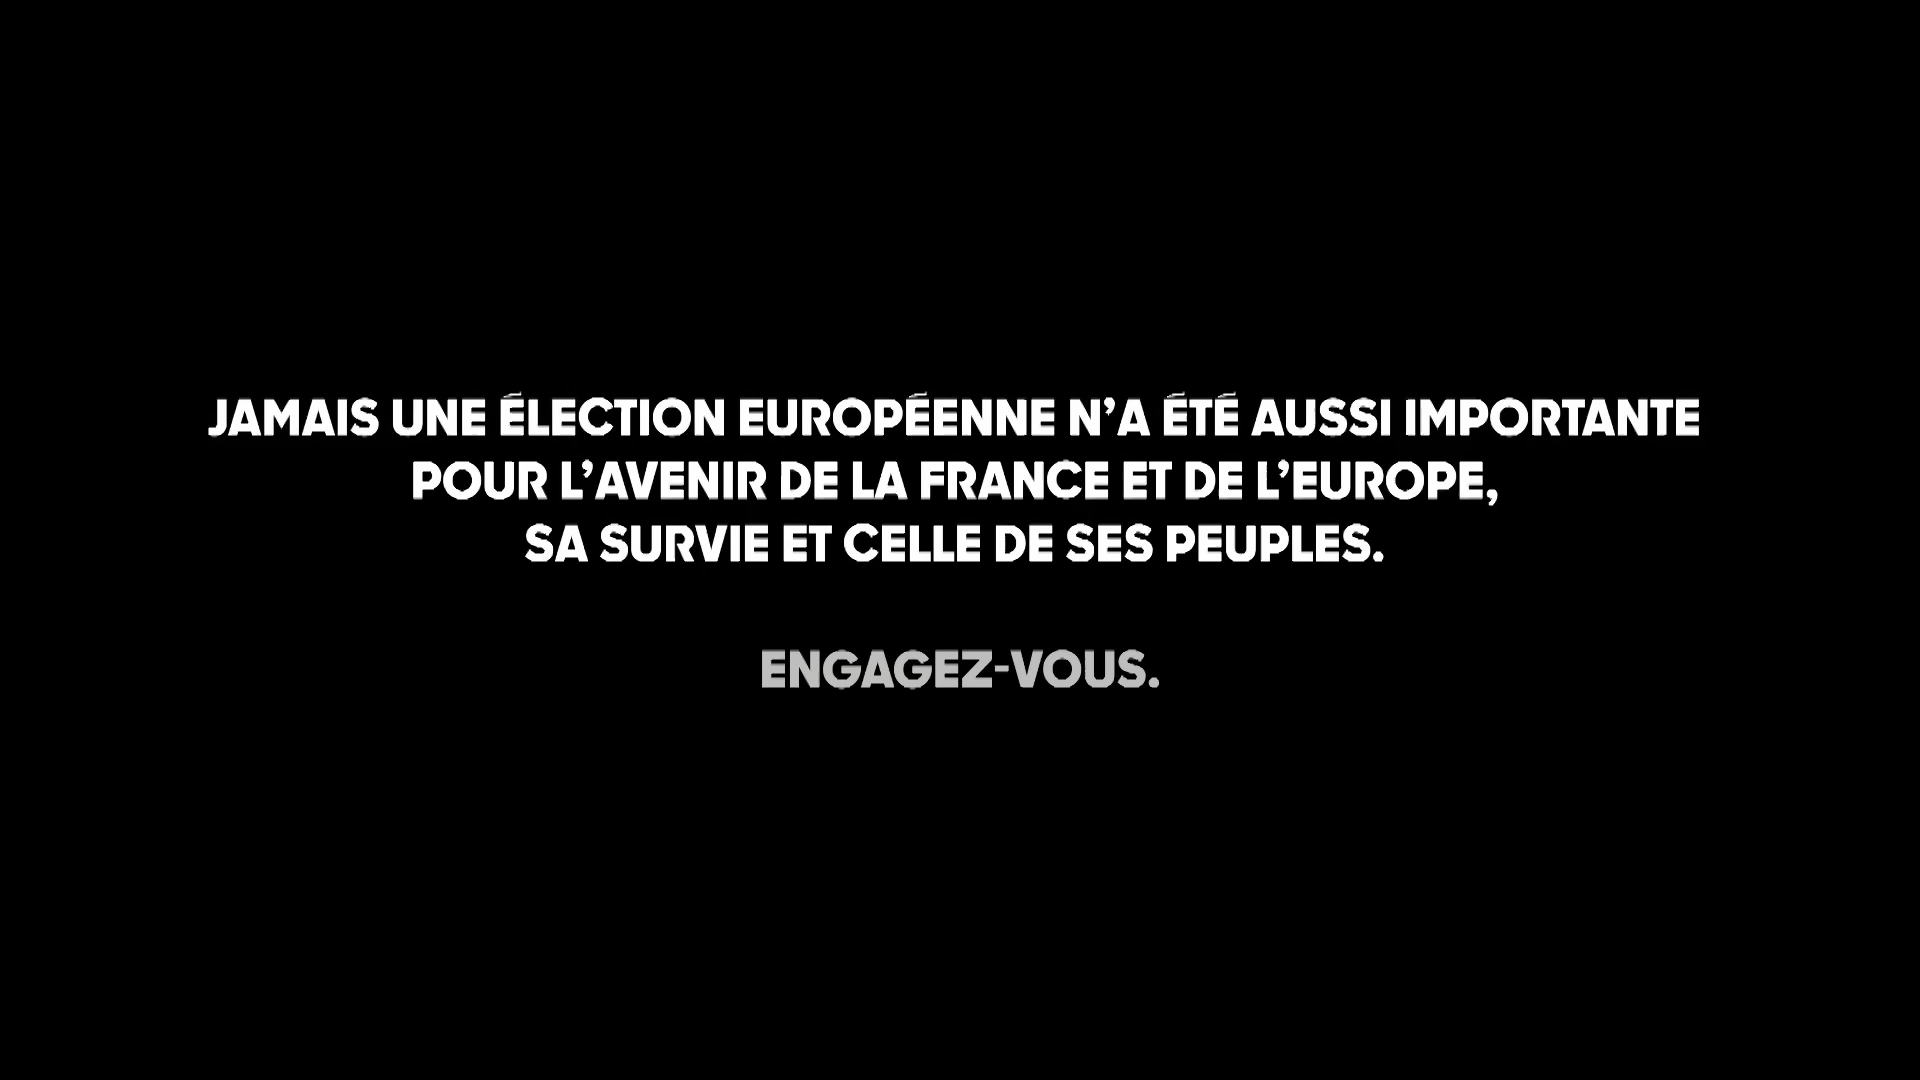 JAMAIS UNE ÉLECTION EUROPÉENNE N’A ÉTÉ AUSSI IMPORTANTE
POUR L’AVENIR DE LA FRANCE ET DE L’EUROPE,
SA SURVIE ET CELLE DE SES PEUPLES.
ENGAGEZ-VOUS.